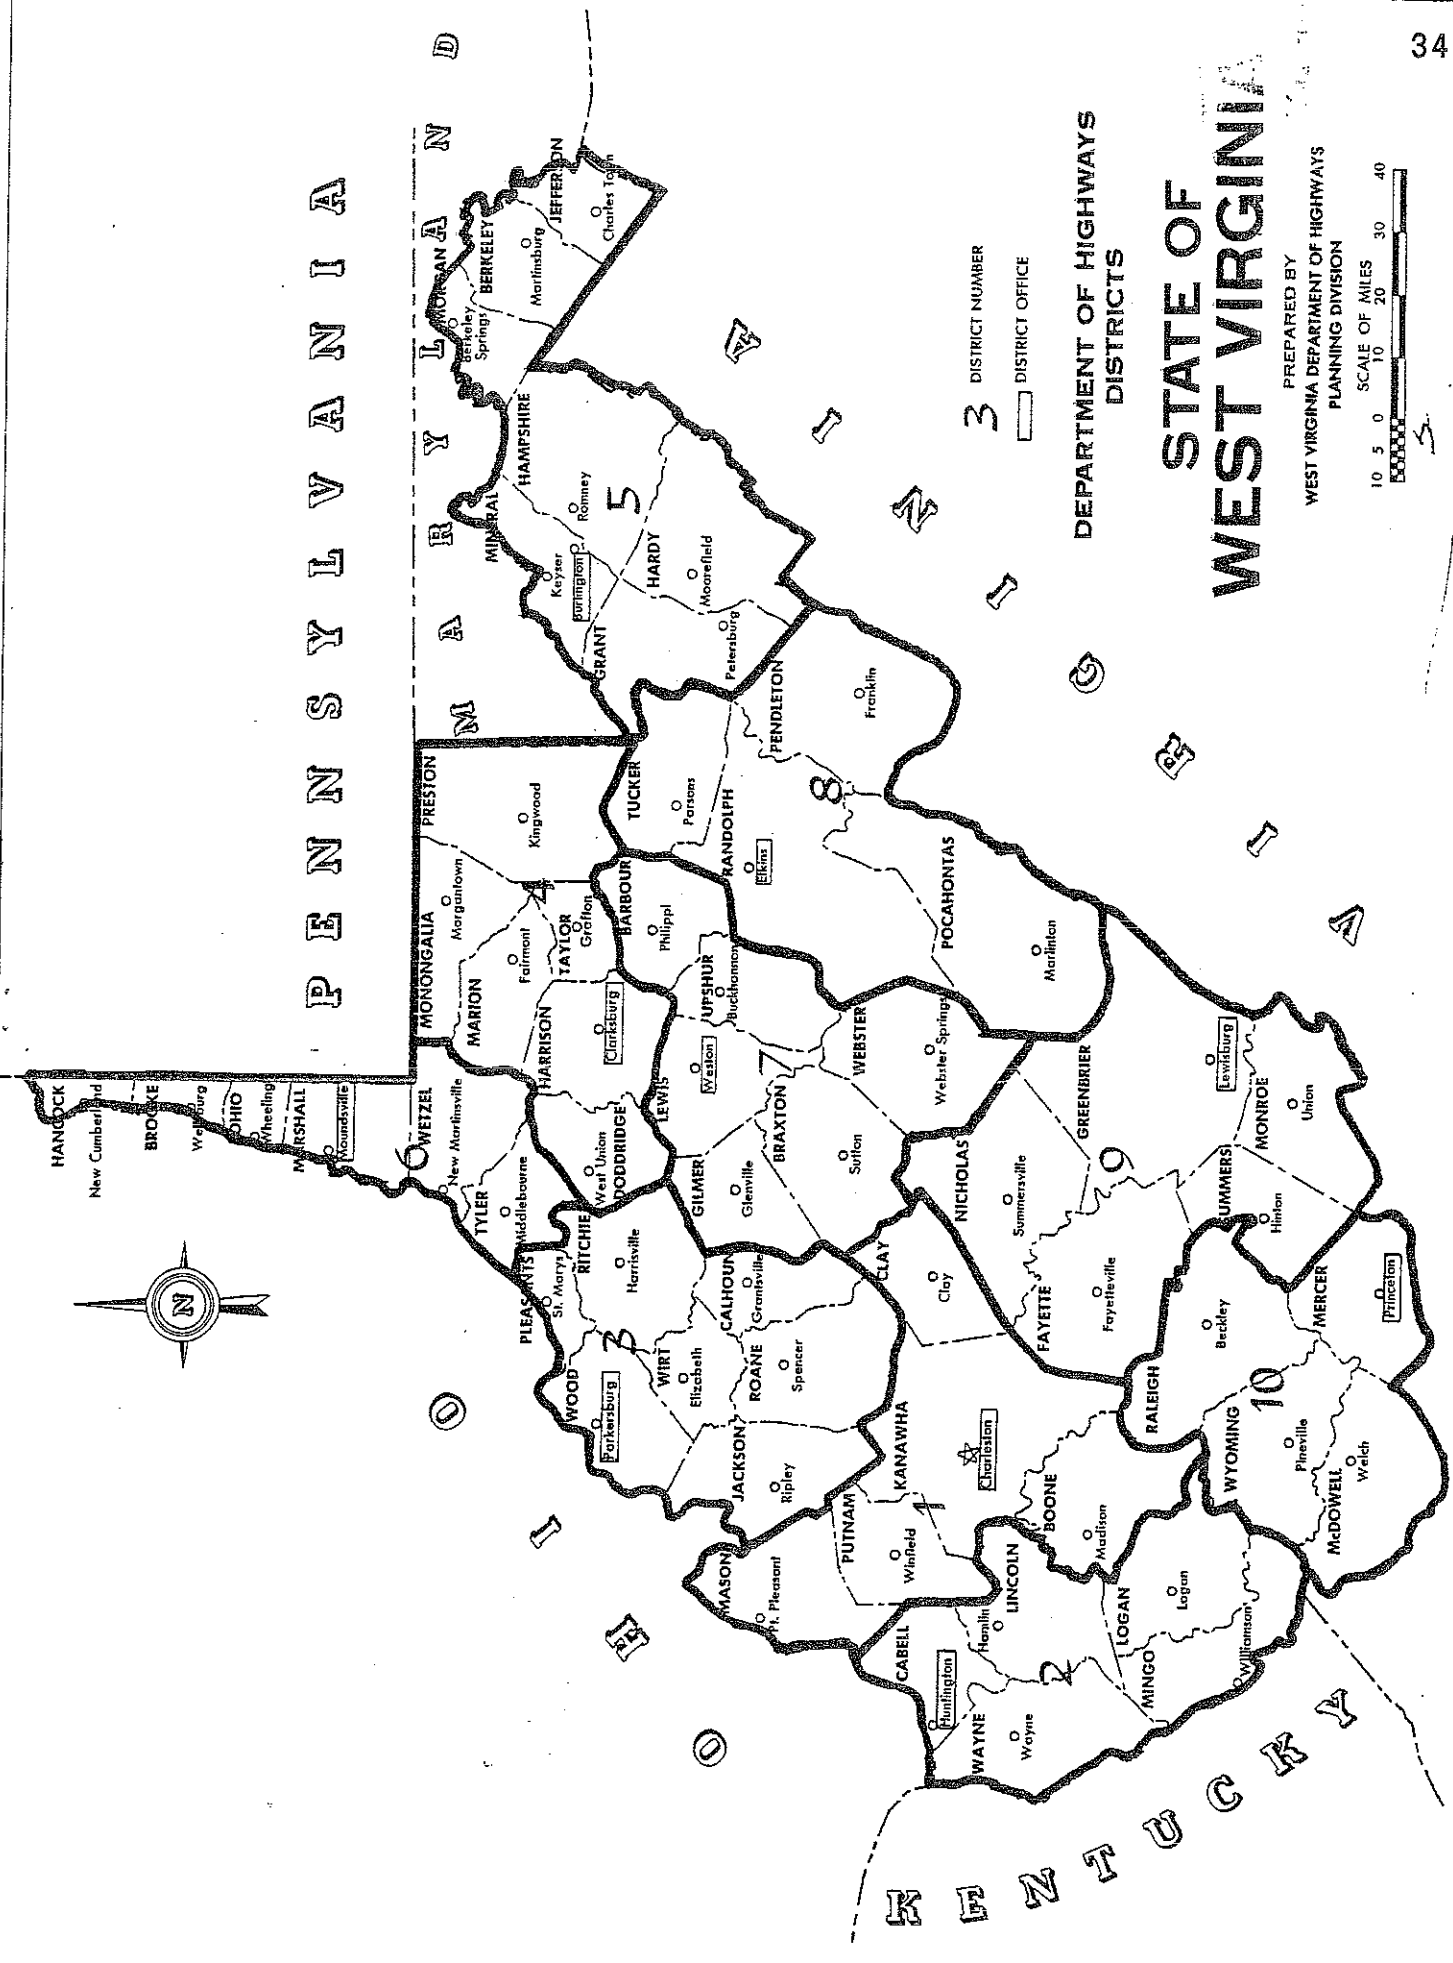 34
PENNSYLVANIA
MARYLAND
VIRGINIA
KENTUCKY
OHIO
N
HANCOCK
New Cumberland
BROOKE
OHIO
Wheeling
MARSHALL
Moundsville
6
WETZEL
New Martinsville
TYLER
Middlebourne
PLEASANTS
St. Marys
RITCHIE
Harrisville
WOOD
Parkersburg
3
WIRT
Elizabeth
CALHOUN
Grantsville
ROANE
Spencer
JACKSON
Ripley
MONONGALIA
Morgantown
PRESTON
Kingwood
MARION
Fairmont
4
TAYLOR
Grafton
HARRISON
Clarksburg
DODDRIDGE
West Union
BARBOUR
Philippi
UPSHUR
Buckhannon
LEWIS
Weston
7
GILMER
Glenville
BRAXTON
Sutton
WEBSTER
Webster Springs
TUCKER
Parsons
RANDOLPH
Elkins
8
PENDLETON
Franklin
POCAHONTAS
Marlinton
GRANT
Petersburg
HARDY
Moorefield
5
MINERAL
Keyser
Burlington
HAMPSHIRE
Romney
MORGAN
Berkeley
Springs
BERKELEY
Martinsburg
JEFFERSON
Charles Town
MASON
Pt. Pleasant
PUTNAM
Winfield
1
KANAWHA
Charleston
CLAY
Clay
BOONE
Madison
CABELL
Huntington
LINCOLN
Hamlin
WAYNE
Wayne
2
LOGAN
Logan
MINGO
Williamson
NICHOLAS
Summersville
FAYETTE
Fayetteville
9
GREENBRIER
Lewisburg
MONROE
Union
SUMMERS
Hinton
RALEIGH
Beckley
10
WYOMING
Pineville
McDOWELL
Welch
MERCER
Princeton
3 DISTRICT NUMBER
DISTRICT OFFICE
DEPARTMENT OF HIGHWAYS
DISTRICTS
STATE OF
WEST VIRGINIA
PREPARED BY
WEST VIRGINIA DEPARTMENT OF HIGHWAYS
PLANNING DIVISION
SCALE OF MILES
10 5 0 10 20 30 40